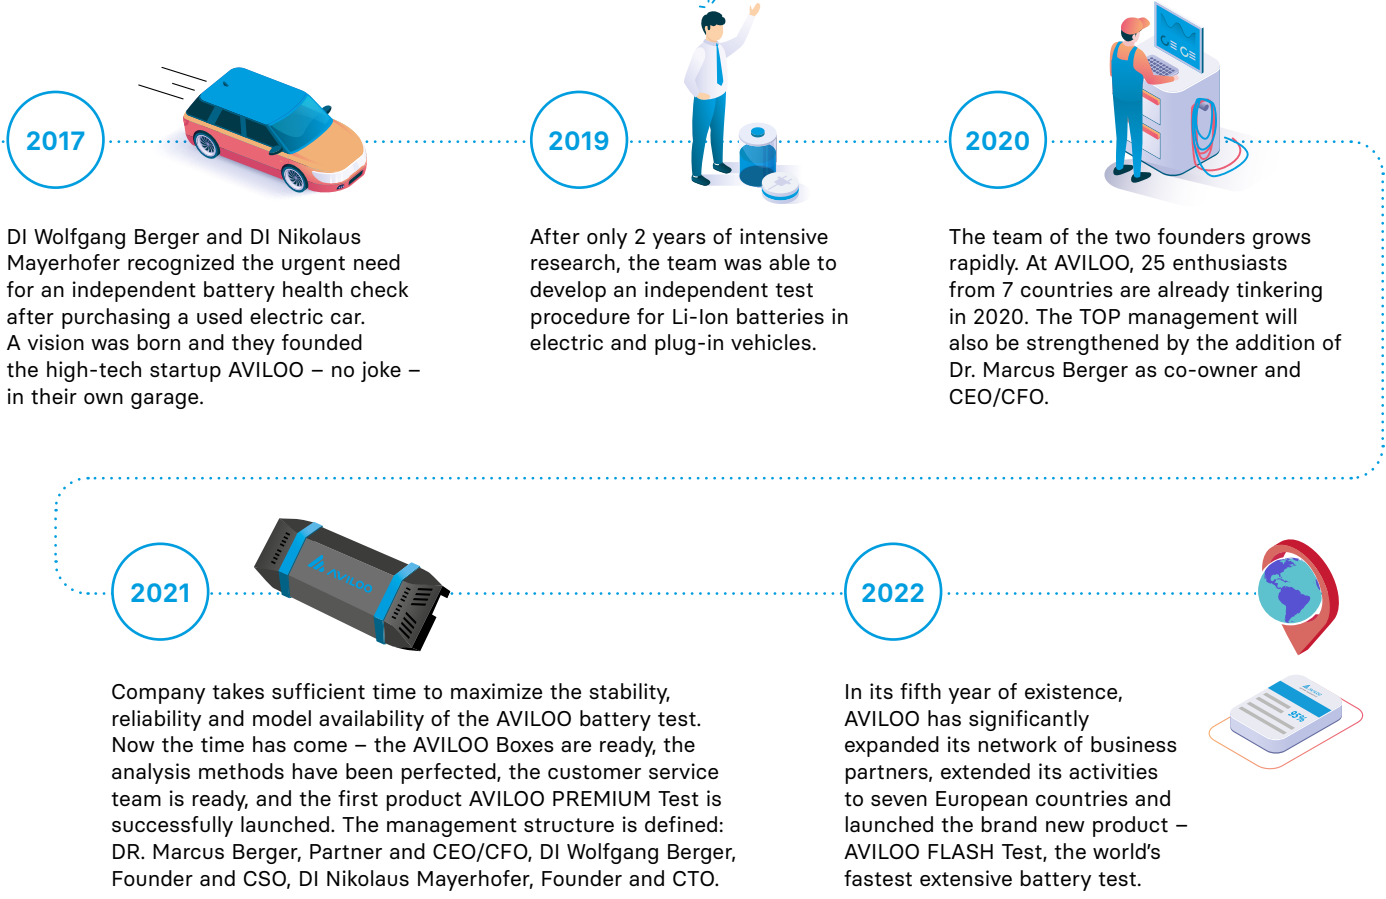 2017
DI Wolfgang Berger and DI Nikolaus
Mayerhofer recognized the urgent need
for an independent battery health check
after purchasing a used electric car.
A vision was born and they founded
the high-tech startup AVILOO – no joke –
in their own garage.
2019
After only 2 years of intensive
research, the team was able to
develop an independent test
procedure for Li-Ion batteries in
electric and plug-in vehicles.
2020
The team of the two founders grows
rapidly. At AVILOO, 25 enthusiasts
from 7 countries are already tinkering
in 2020. The TOP management will
also be strengthened by the addition of
Dr. Marcus Berger as co-owner and
CEO/CFO.
2021
AVILOO
Company takes sufficient time to maximize the stability,
reliability and model availability of the AVILOO battery test.
Now the time has come – the AVILOO Boxes are ready, the
analysis methods have been perfected, the customer service
team is ready, and the first product AVILOO PREMIUM Test is
successfully launched. The management structure is defined:
DR. Marcus Berger, Partner and CEO/CFO, DI Wolfgang Berger,
Founder and CSO, DI Nikolaus Mayerhofer, Founder and CTO.
2022
In its fifth year of existence,
AVILOO has significantly
expanded its network of business
partners, extended its activities
to seven European countries and
launched the brand new product –
AVILOO FLASH Test, the world's
fastest extensive battery test.
AVILOO
95%